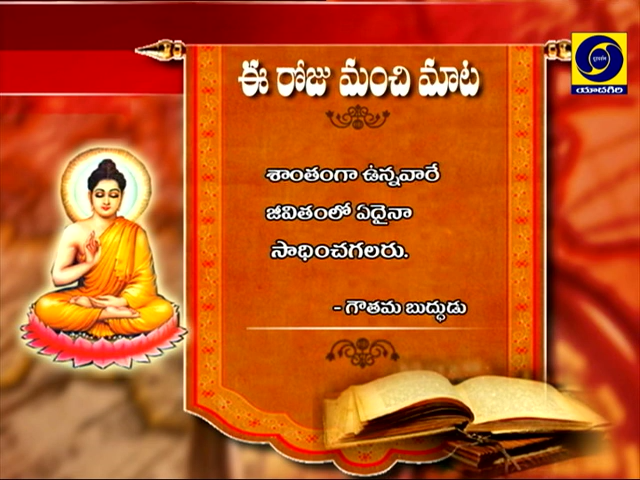 ఈ రోజు మంచి మాట
యాదగిరి
శాంతంగా ఉన్నవారే
జీవితంలో ఏదైనా
సాధించగలరు.
- గౌతమ బుద్ధుడు